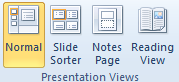 Normal Slide Notes Reading
Sorter Page View
Presentation Views